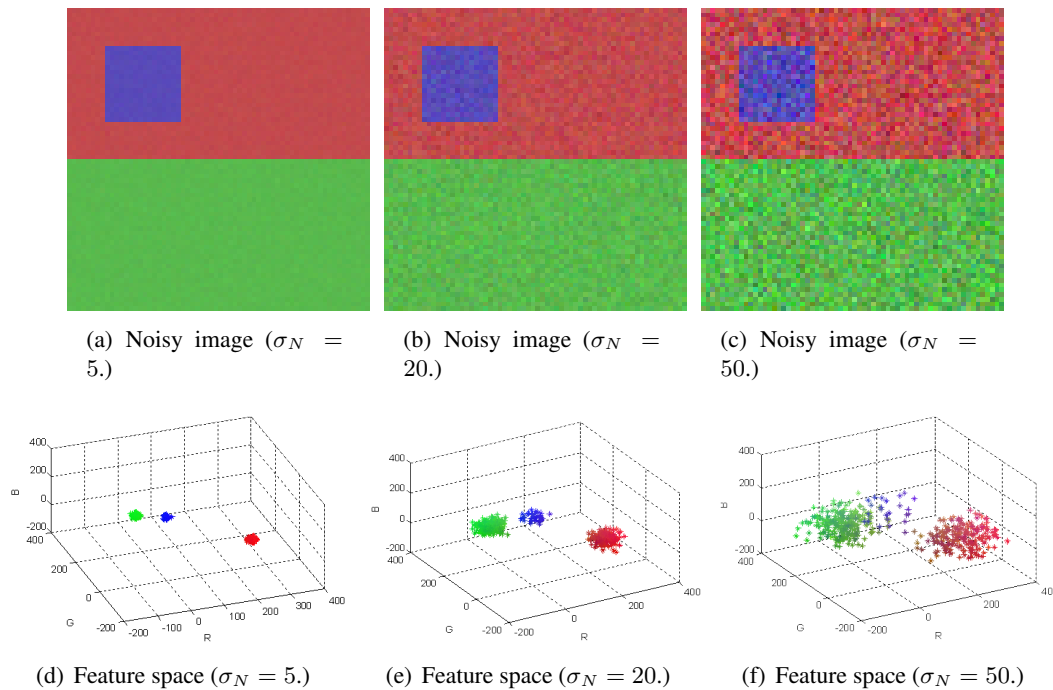 (a) Noisy image (σN =
5.)
(b) Noisy image (σN =
20.)
(c) Noisy image (σN =
50.)
400
200
0
-200
400
200
0
-200
-200
-100
0
100
200
300
400
B
G
R
400
200
0
-200
400
200
0
-200
-200
0
200
400
B
G
R
400
200
0
-200
400
200
0
-200
-200
0
200
40
B
G
R
(d) Feature space (σN = 5.)
(e) Feature space (σN = 20.)
(f) Feature space (σN = 50.)